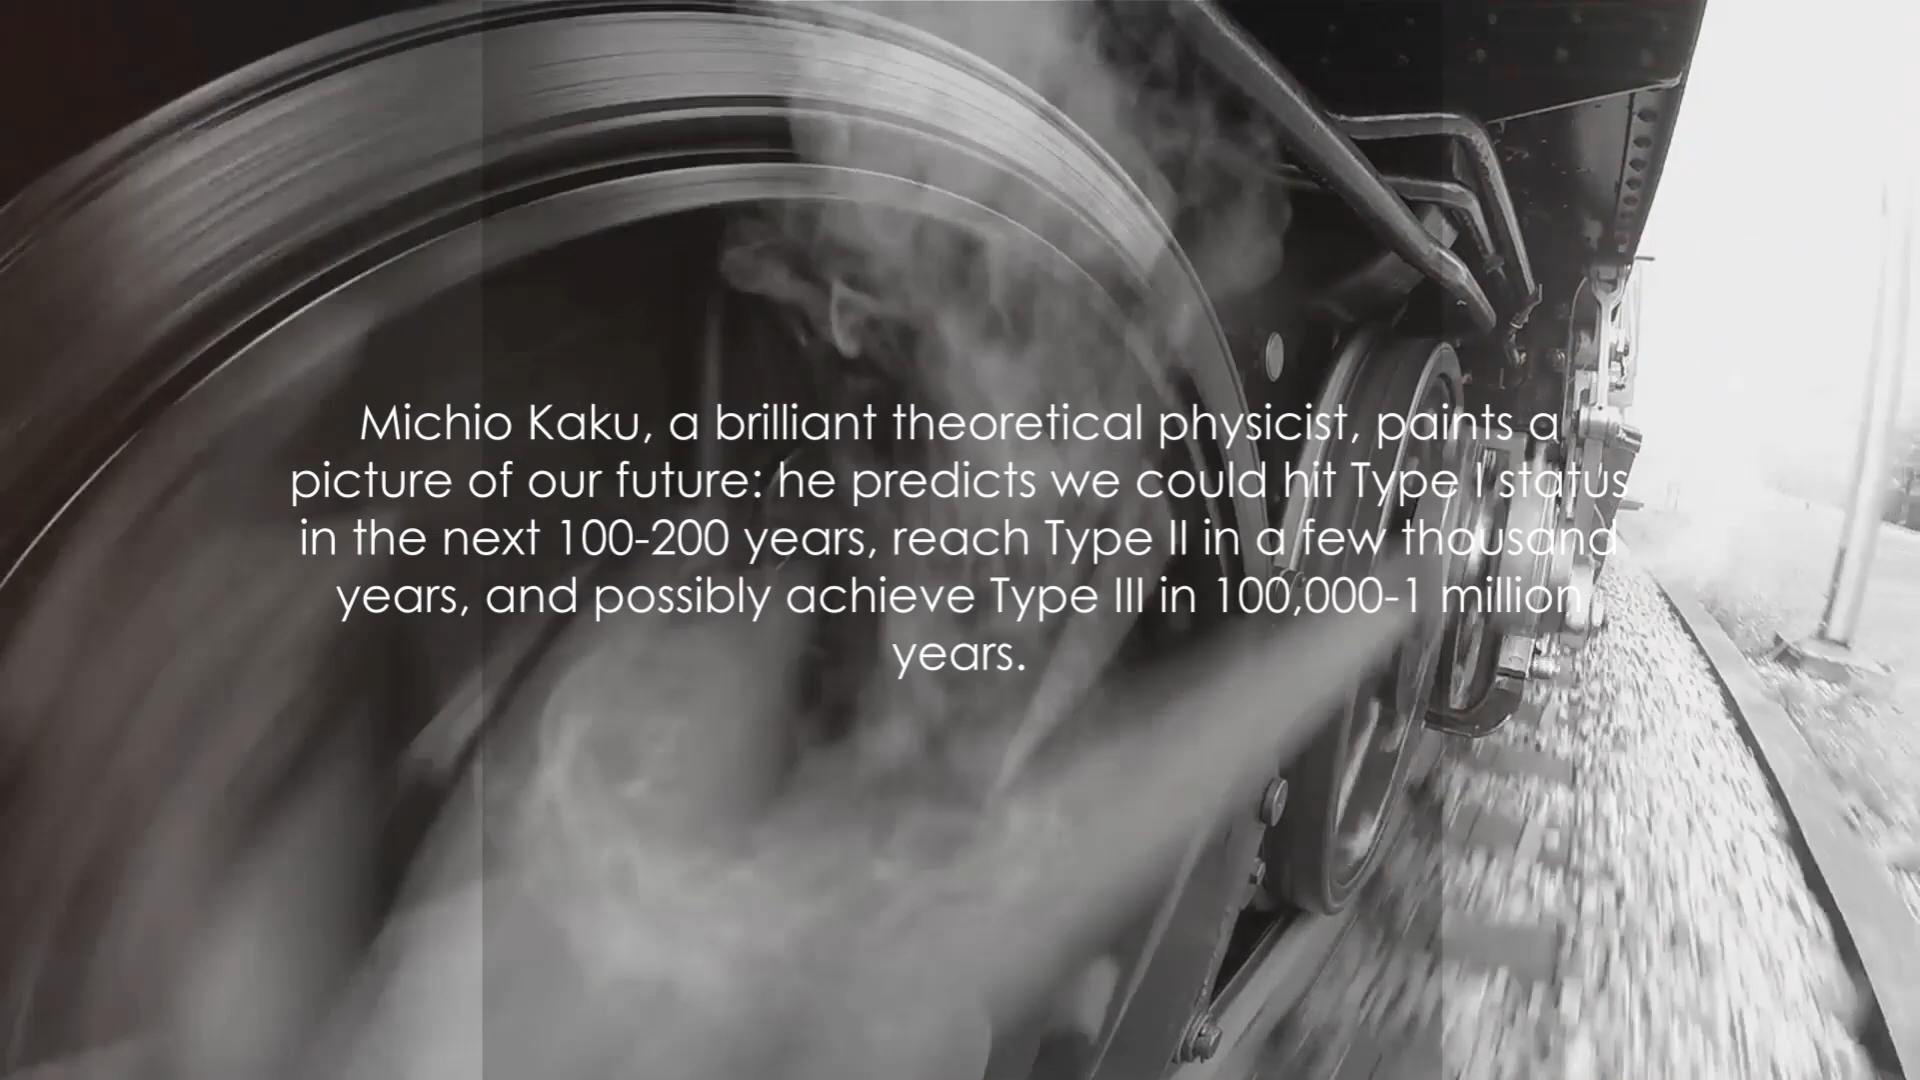 Michio Kaku, a brilliant theoretical physicist, paints a
picture of our future: he predicts we could hit Type I status
in the next 100-200 years, reach Type II in a few thousand
years, and possibly achieve Type III in 100,000-1 million
years.